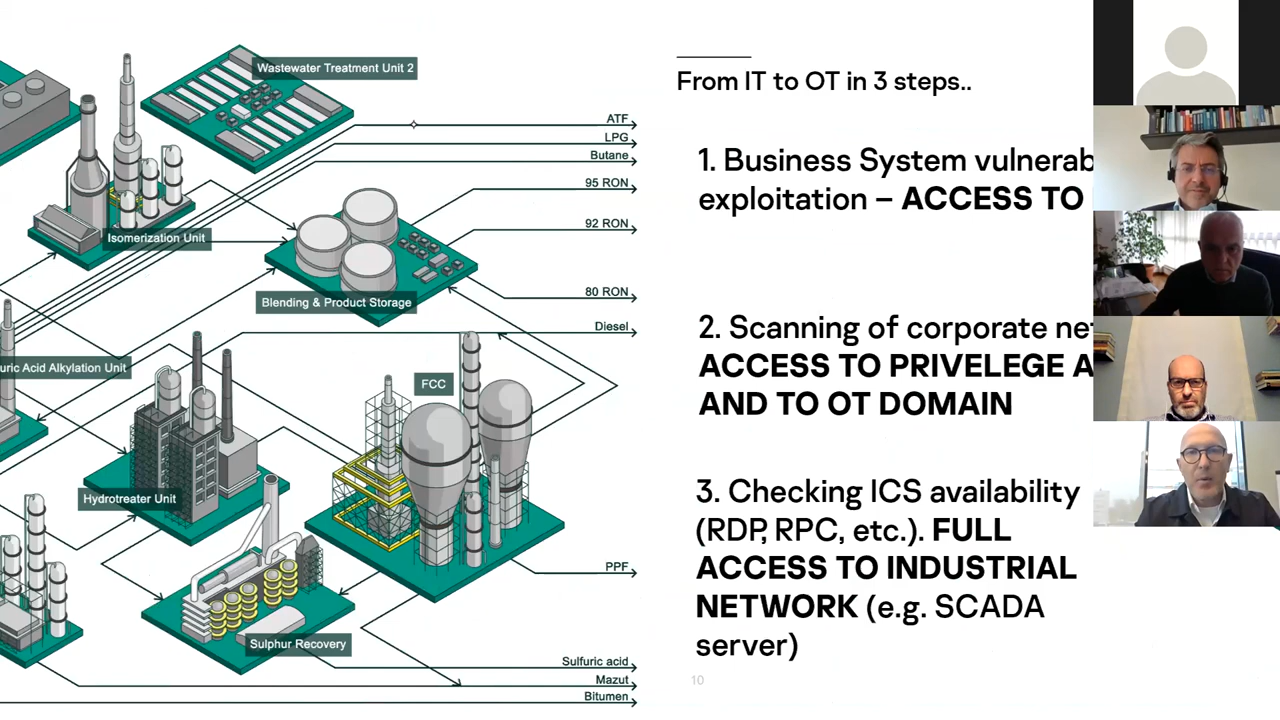 Wastewater Treatment Unit 2
ATF
LPG
Butane
95 RON
Isomerization Unit
92 RON
80 RON
Blending & Product Storage
Diesel
Acid Alkylation Unit
FCC
Hydrotreater Unit
PPF
Sulphur Recovery
Sulfuric acid
Mazut
Bitumen
From IT to OT in 3 steps..
1. Business System
exploitation – ACCESS TO
2. Scanning of corporate
ACCESS TO PRIVELEGE
AND TO OT DOMAIN
3. Checking ICS availability
(RDP, RPC, etc.). FULL
ACCESS TO INDUSTRIAL
NETWORK (e.g. SCADA
server)
10